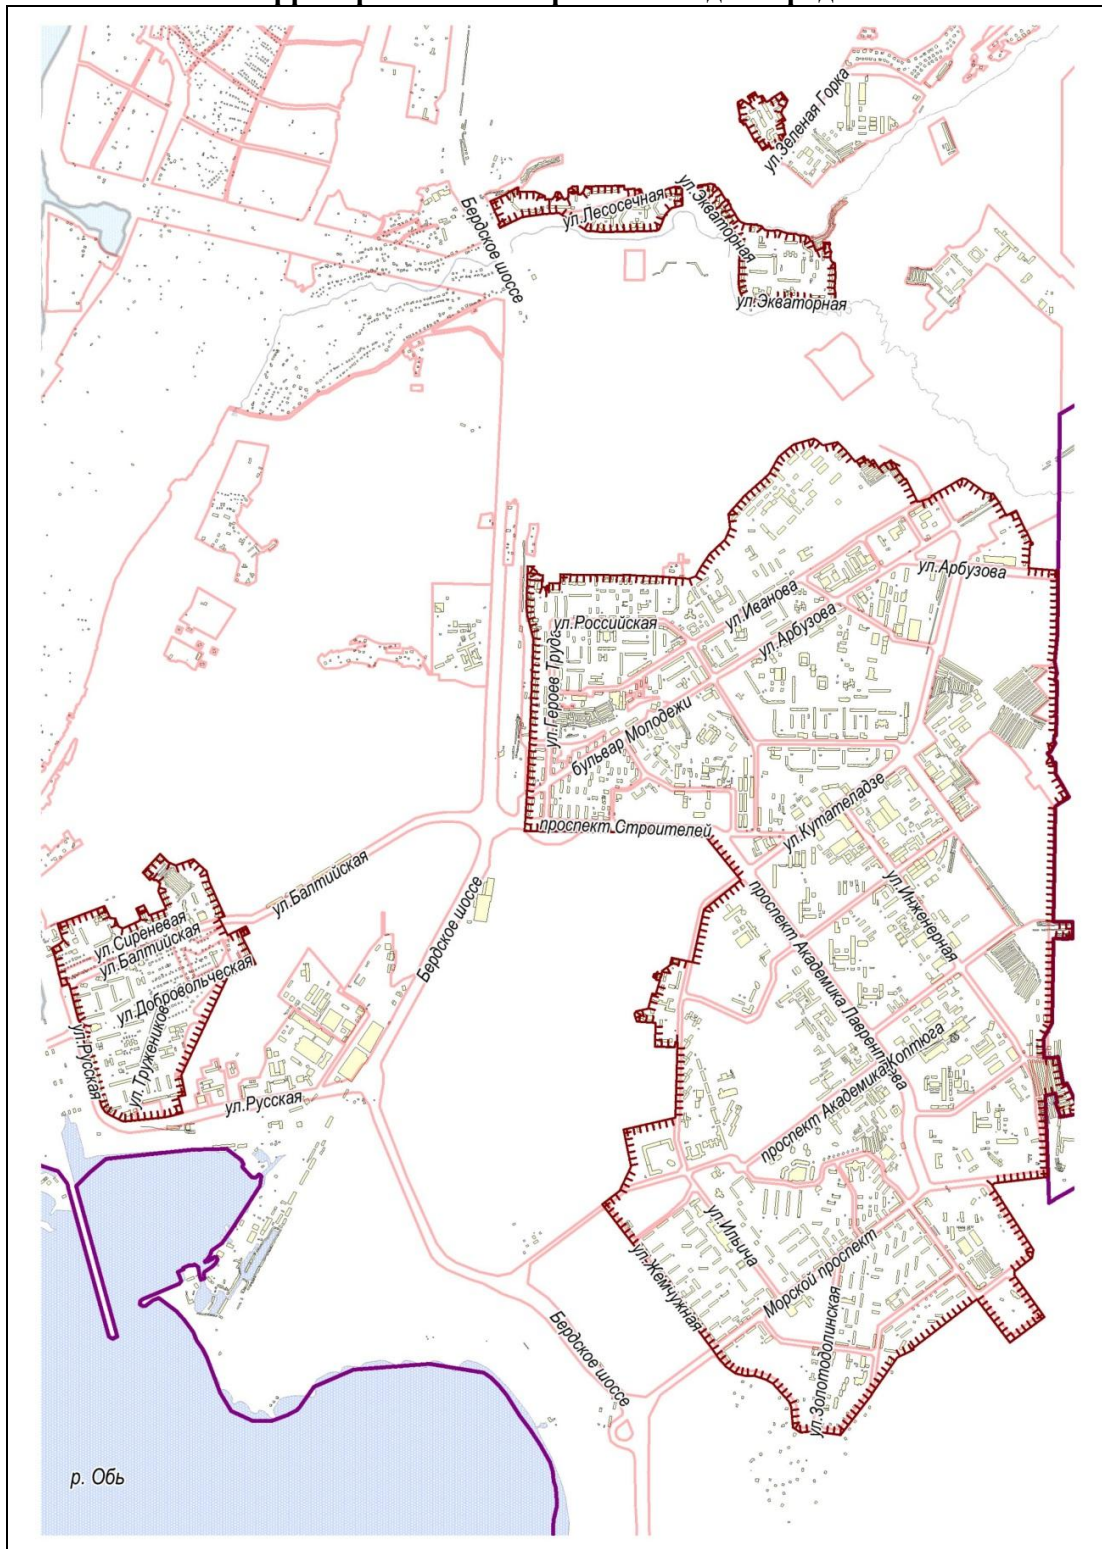 ул.Зеленая Горка
ул.Лесосечная
ул.Экваторная
Бердское шоссе
ул.Экваторная
ул.Арбузова
ул.Иванова
ул.Российская
ул.Арбузова
ул.Героев Труда
бульвар Молодежи
проспект Строителей
ул.Кутателадзе
ул.Балтийская
ул.Инженерная
Бердское шоссе
проспект Академика Лаврентьева
ул.Сиреневая
ул.Балтийская
ул.Добровольческая
ул.Тружеников
ул.Русская
ул.Русская
проспект Академика Коптюга
ул.Ильича
ул.Жемчужная
Морской проспект
ул.Золотодолинская
Бердское шоссе
р. Обь